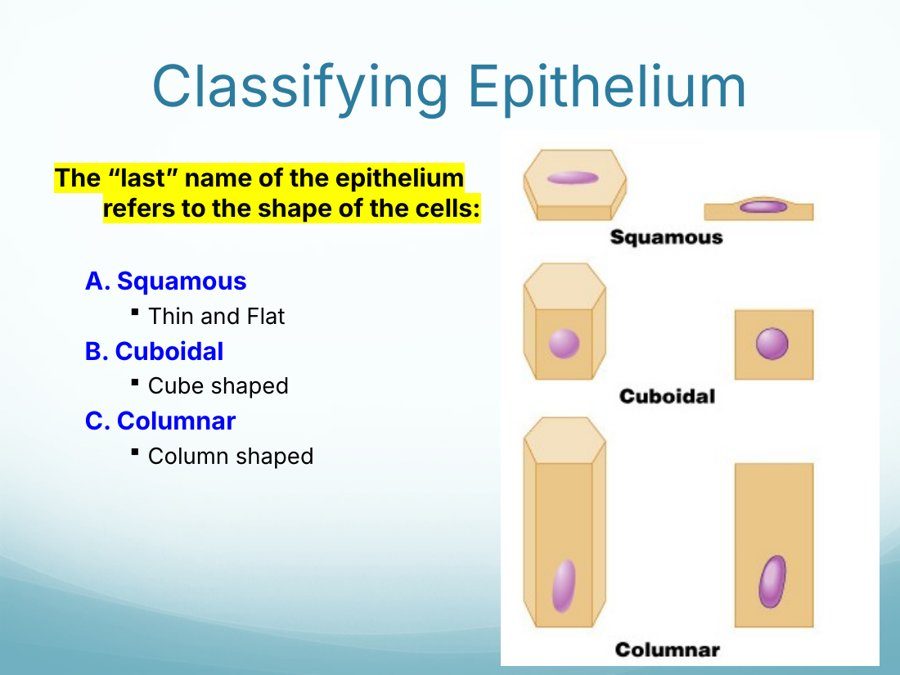 Classifying Epithelium
The “last” name of the epithelium
refers to the shape of the cells:
A. Squamous
▪ Thin and Flat
B. Cuboidal
▪ Cube shaped
C. Columnar
▪ Column shaped
Squamous
Cuboidal
Columnar